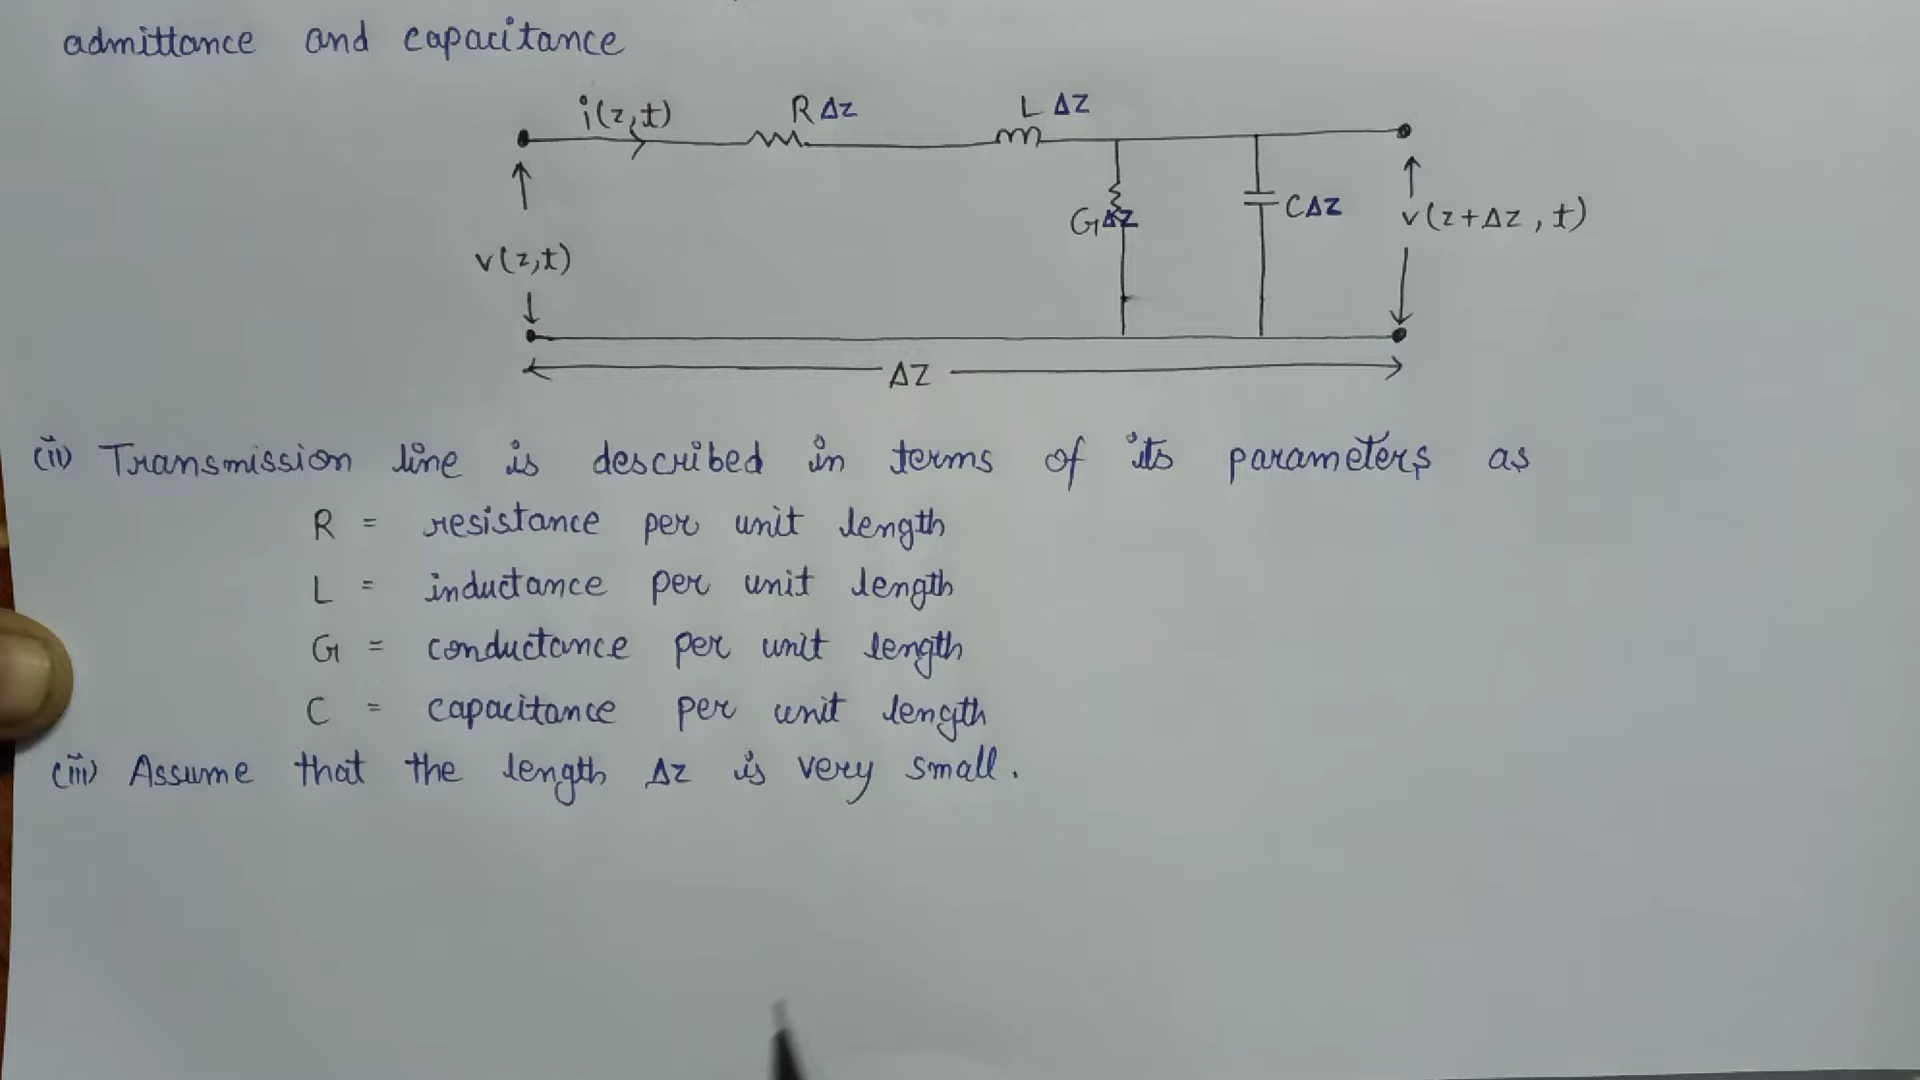 admittance and capacitance
i(z,t) RΔz LΔz
GΔz CΔz v(z+Δz, t)
v(z,t)
Δz
(ii) Transmission line is described in terms of its parameters as
R = resistance per unit length
L = inductance per unit length
G = conductance per unit length
C = capacitance per unit length
(iii) Assume that the length Δz is very small.